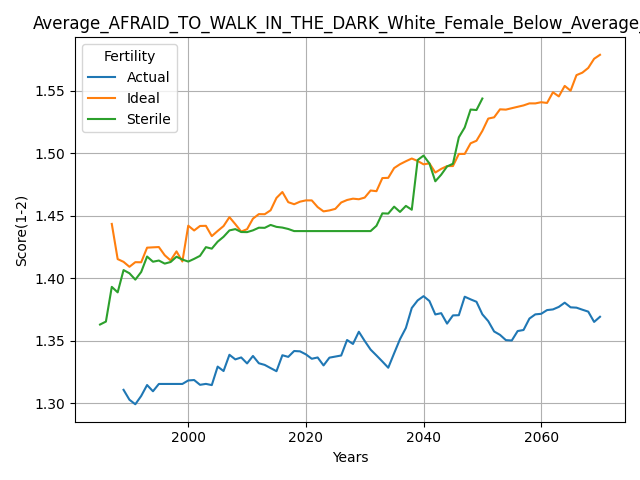 Average_AFRAID_TO_WALK_IN_THE_DARK_White_Female_Below_Average_
Fertility
Actual
Ideal
Sterile
1.55
1.50
1.45
1.40
1.35
1.30
Score(1-2)
2000
2020
2040
2060
Years